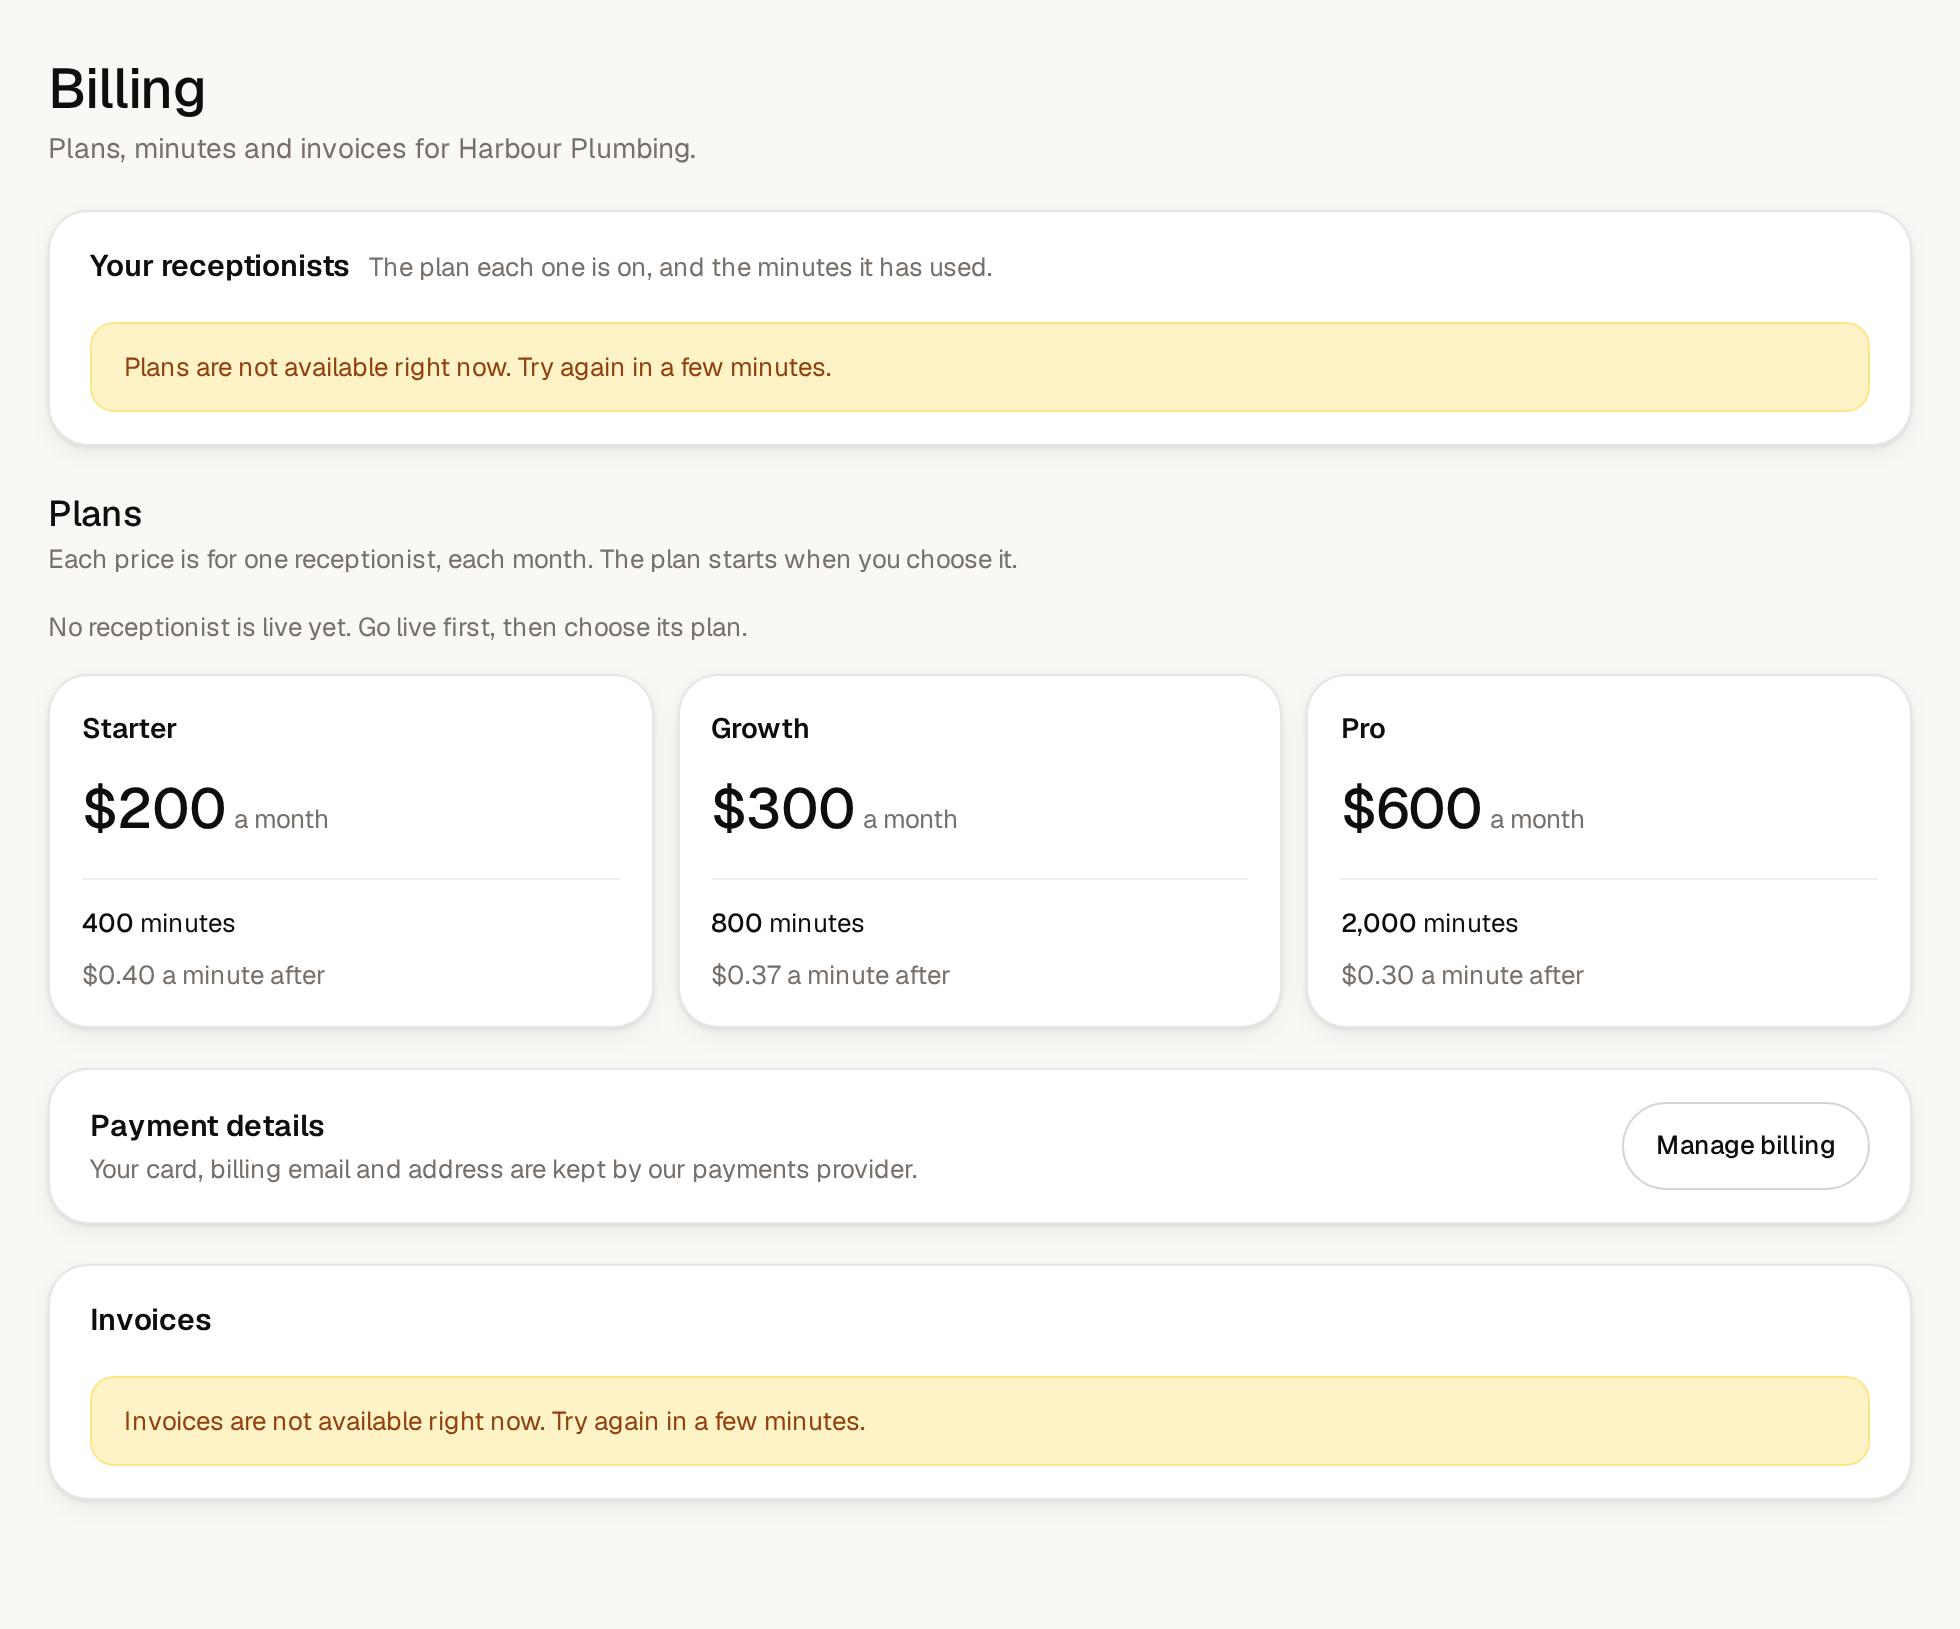 Billing
Plans, minutes and invoices for Harbour Plumbing.
Your receptionists The plan each one is on, and the minutes it has used.
Plans are not available right now. Try again in a few minutes.
Plans
Each price is for one receptionist, each month. The plan starts when you choose it.
No receptionist is live yet. Go live first, then choose its plan.
Starter
$200 a month
400 minutes
$0.40 a minute after
Growth
$300 a month
800 minutes
$0.37 a minute after
Pro
$600 a month
2,000 minutes
$0.30 a minute after
Payment details
Your card, billing email and address are kept by our payments provider.
Manage billing
Invoices
Invoices are not available right now. Try again in a few minutes.